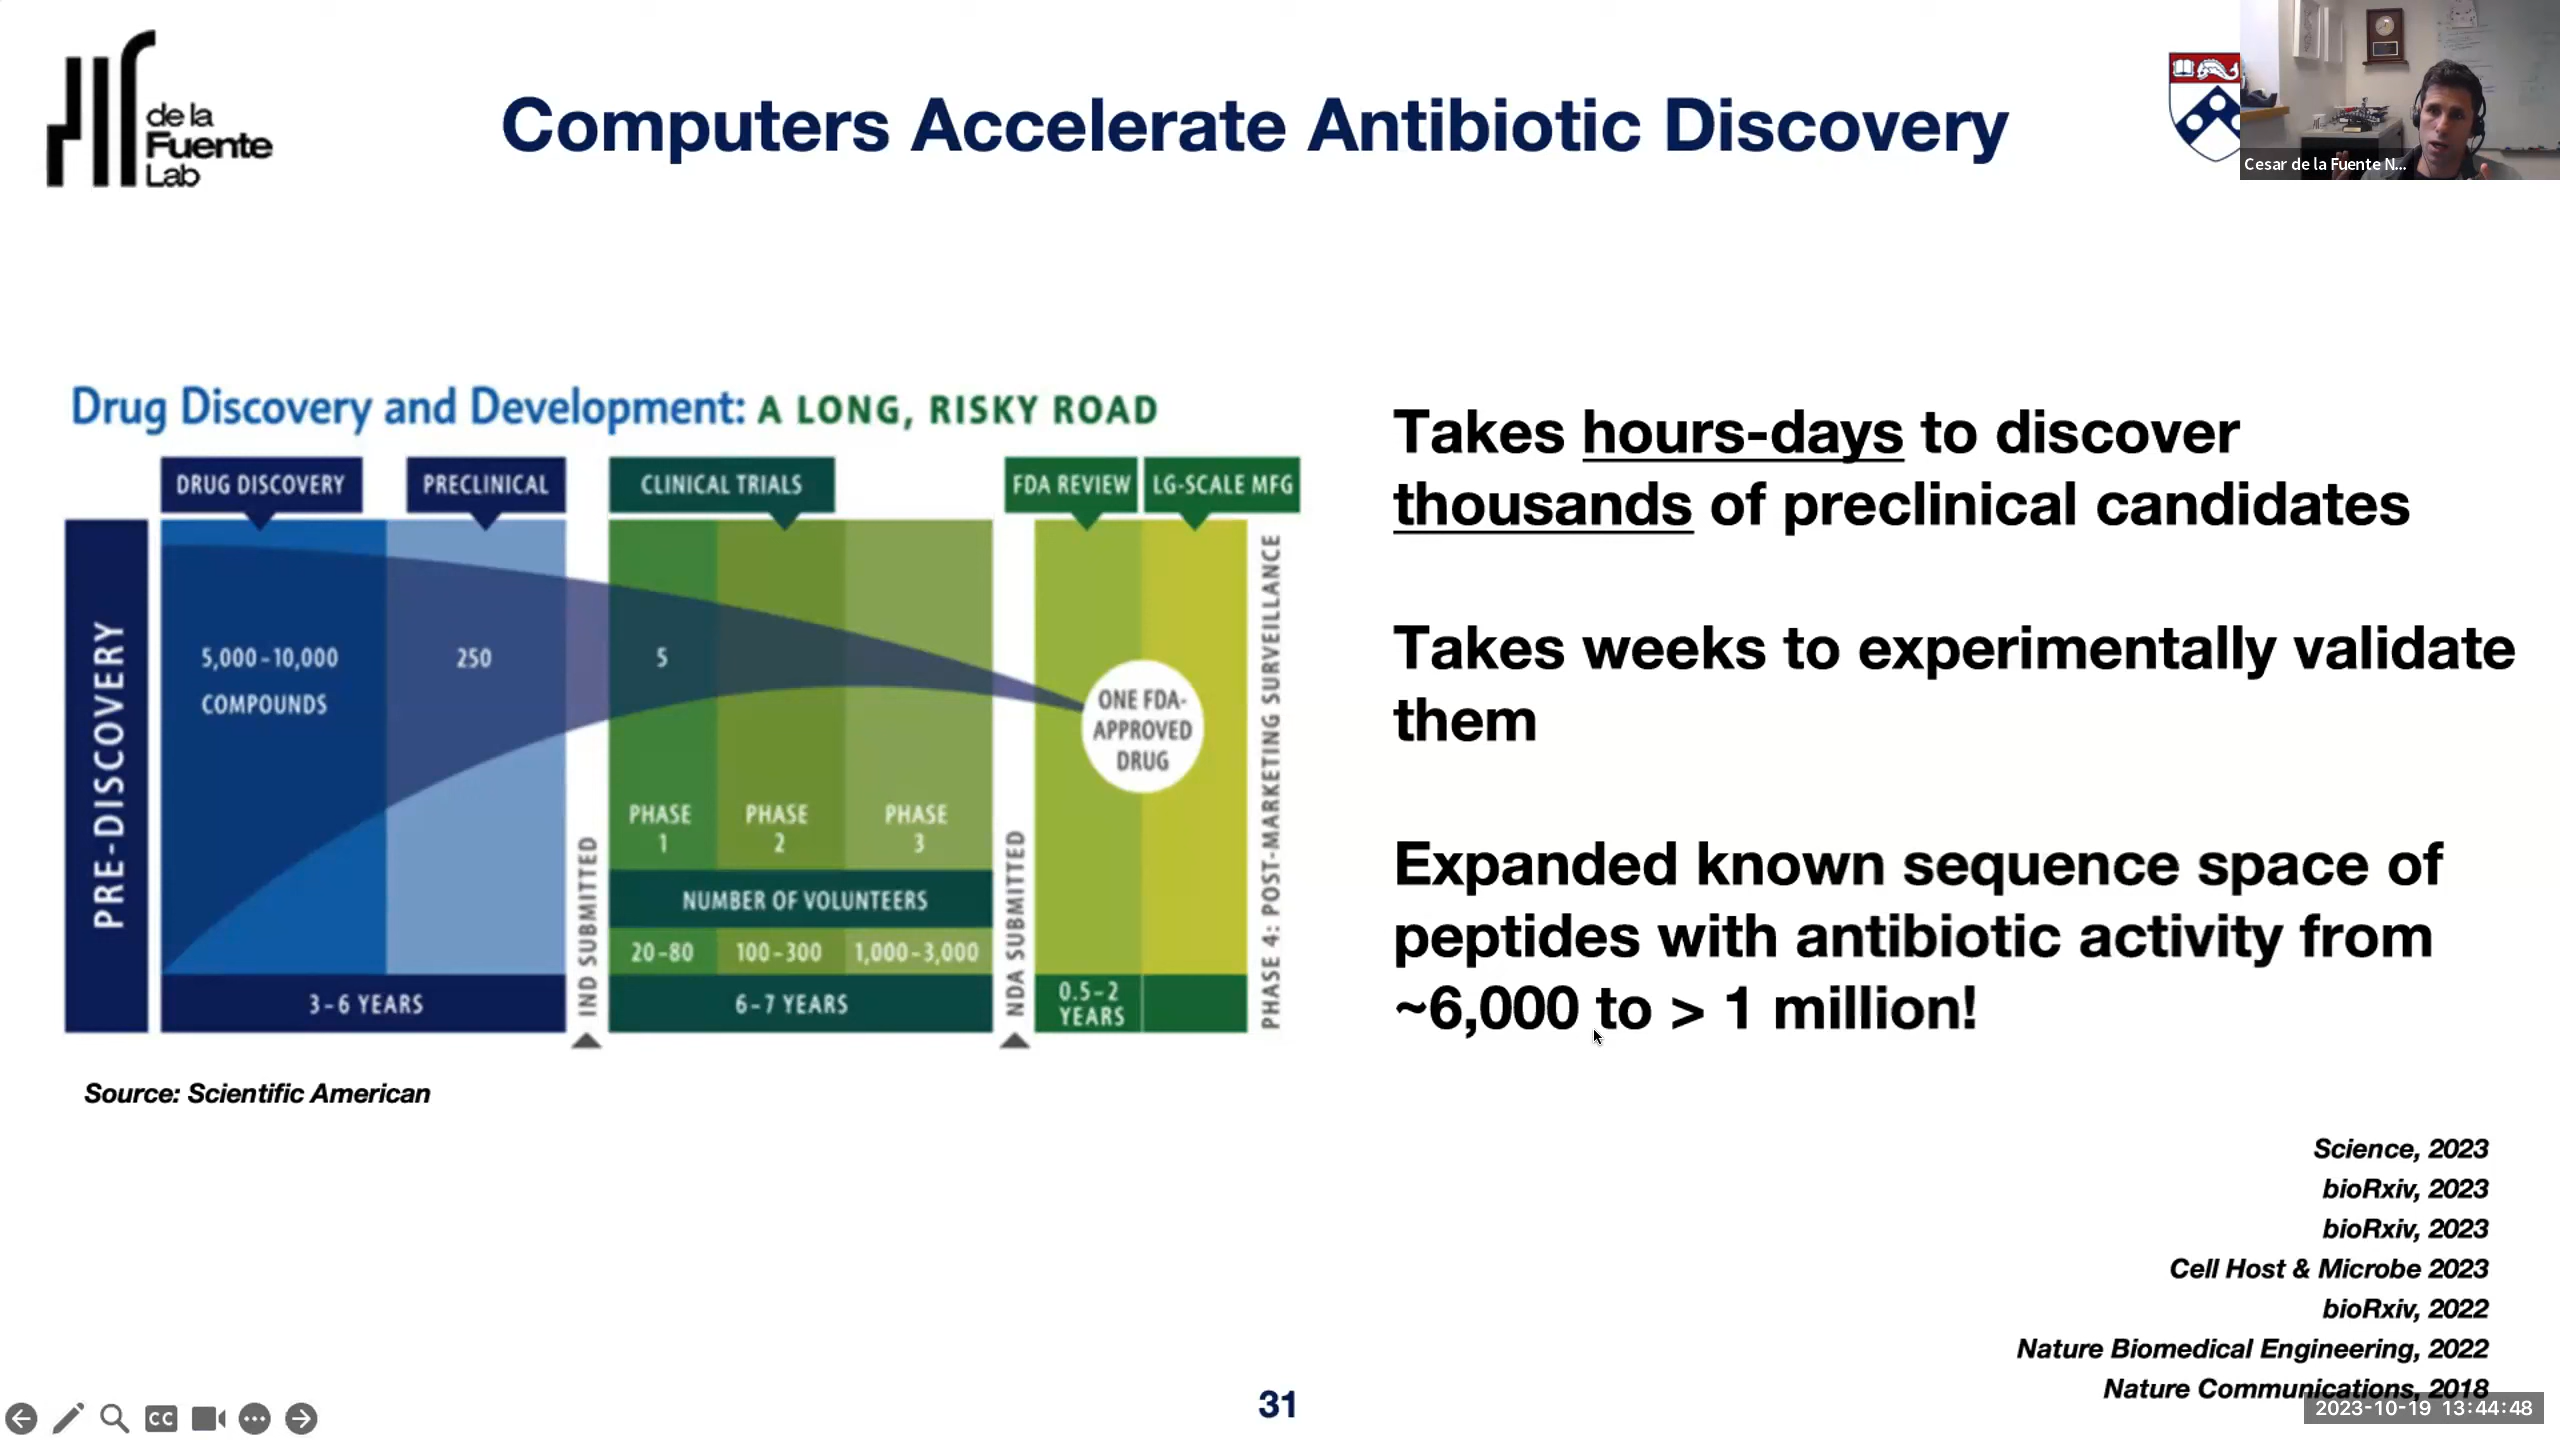 de la
Fuente
Lab
Computers Accelerate Antibiotic Discovery
Cesar de la Fuente N...
Drug Discovery and Development: A LONG, RISKY ROAD
DRUG DISCOVERY
PRECLINICAL
CLINICAL TRIALS
FDA REVIEW
LG-SCALE MFG
PRE-DISCOVERY
5,000-10,000
COMPOUNDS
250
5
ONE FDA-
APPROVED
DRUG
PHASE
1
PHASE
2
PHASE
3
NUMBER OF VOLUNTEERS
20-80
100-300
1,000-3,000
3-6 YEARS
IND SUBMITTED
6-7 YEARS
NDA SUBMITTED
0.5-2
YEARS
PHASE 4: POST-MARKETING SURVEILLANCE
Source: Scientific American
Takes hours-days to discover
thousands of preclinical candidates
Takes weeks to experimentally validate
them
Expanded known sequence space of
peptides with antibiotic activity from
~6,000 to > 1 million!
Science, 2023
bioRxiv, 2023
bioRxiv, 2023
Cell Host & Microbe 2023
bioRxiv, 2022
Nature Biomedical Engineering, 2022
Nature Communications, 2018
CC
31
2023-10-19 13:44:48